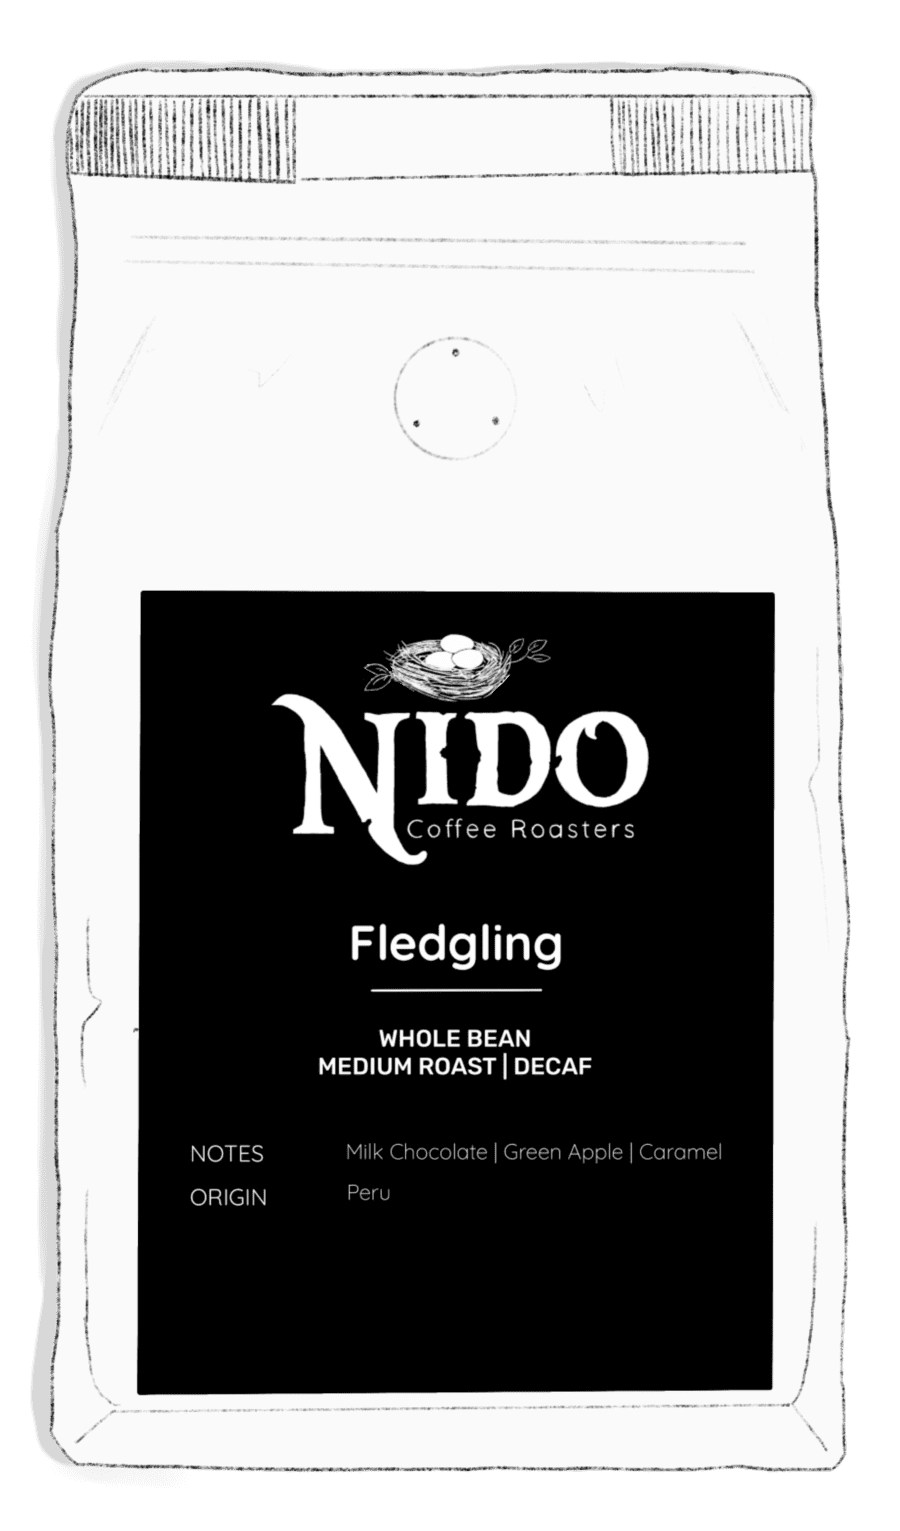 NIDO
Coffee Roasters
Fledgling
WHOLE BEAN
MEDIUM ROAST | DECAF
NOTES Milk Chocolate | Green Apple | Caramel
ORIGIN Peru